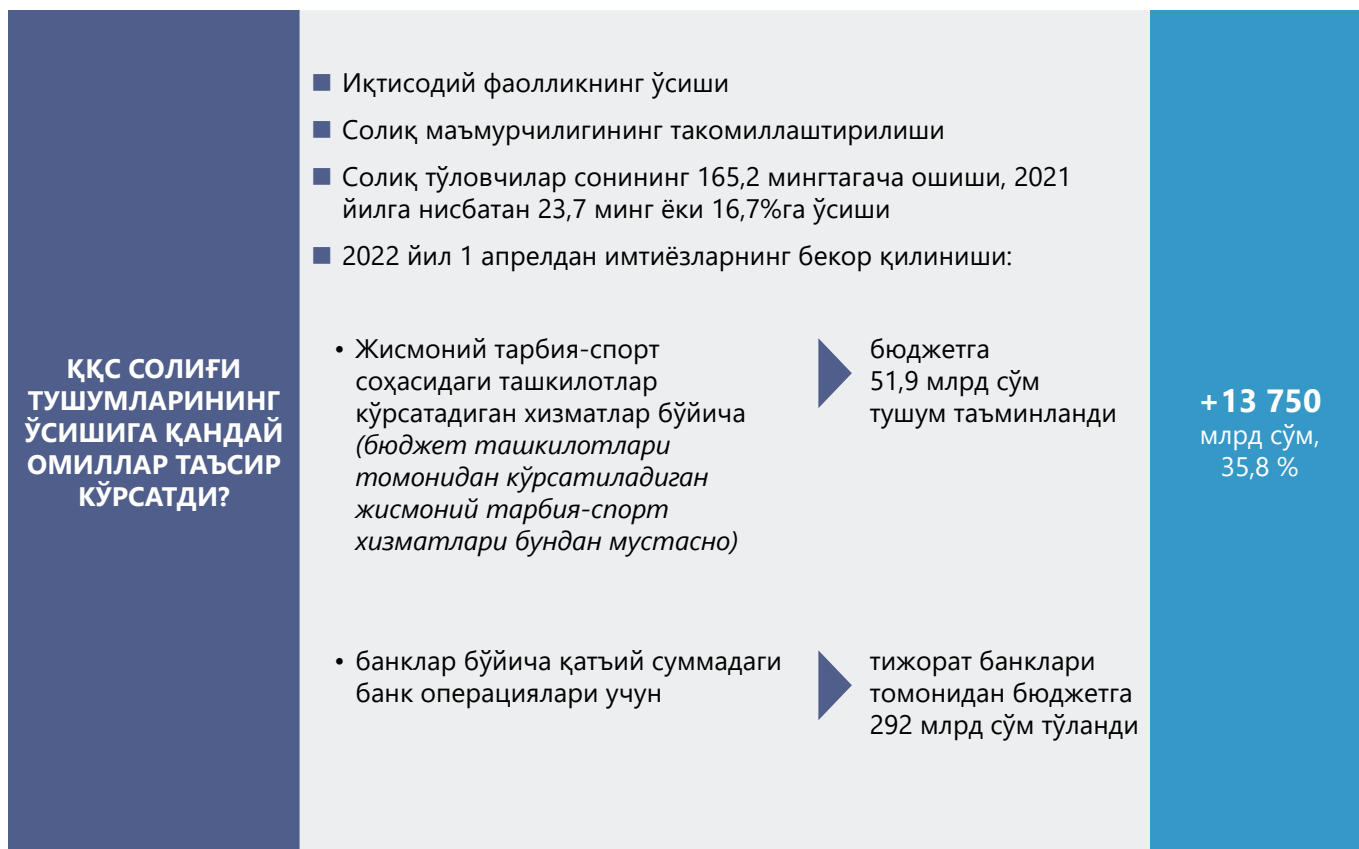 ҚҚС СОЛИҒИ
ТУШУМЛАРИНИНГ
ЎСИШИГА ҚАНДАЙ
ОМИЛЛАР ТАЪСИР
КЎРСАТДИ?
Иқтисодий фаолликнинг ўсиши
Солиқ маъмурчилигининг такомиллаштирилиши
Солиқ тўловчилар сонининг 165,2 мингтагача ошиши, 2021
йилга нисбатан 23,7 минг ёки 16,7%га ўсиши
2022 йил 1 апрелдан имтиёзларнинг бекор қилиниши:
• Жисмоний тарбия-спорт
соҳасидаги ташкилотлар
кўрсатадиган хизматлар бўйича
(бюджет ташкилотлари
томонидан кўрсатиладиган
жисмоний тарбия-спорт
хизматлари бундан мустасно)
бюджетга
51,9 млрд сўм
тушум таъминланди
• банклар бўйича қатъий суммадаги
банк операциялари учун
тижорат банклари
томонидан бюджетга
292 млрд сўм тўланди
+13 750
млрд сўм,
35,8 %